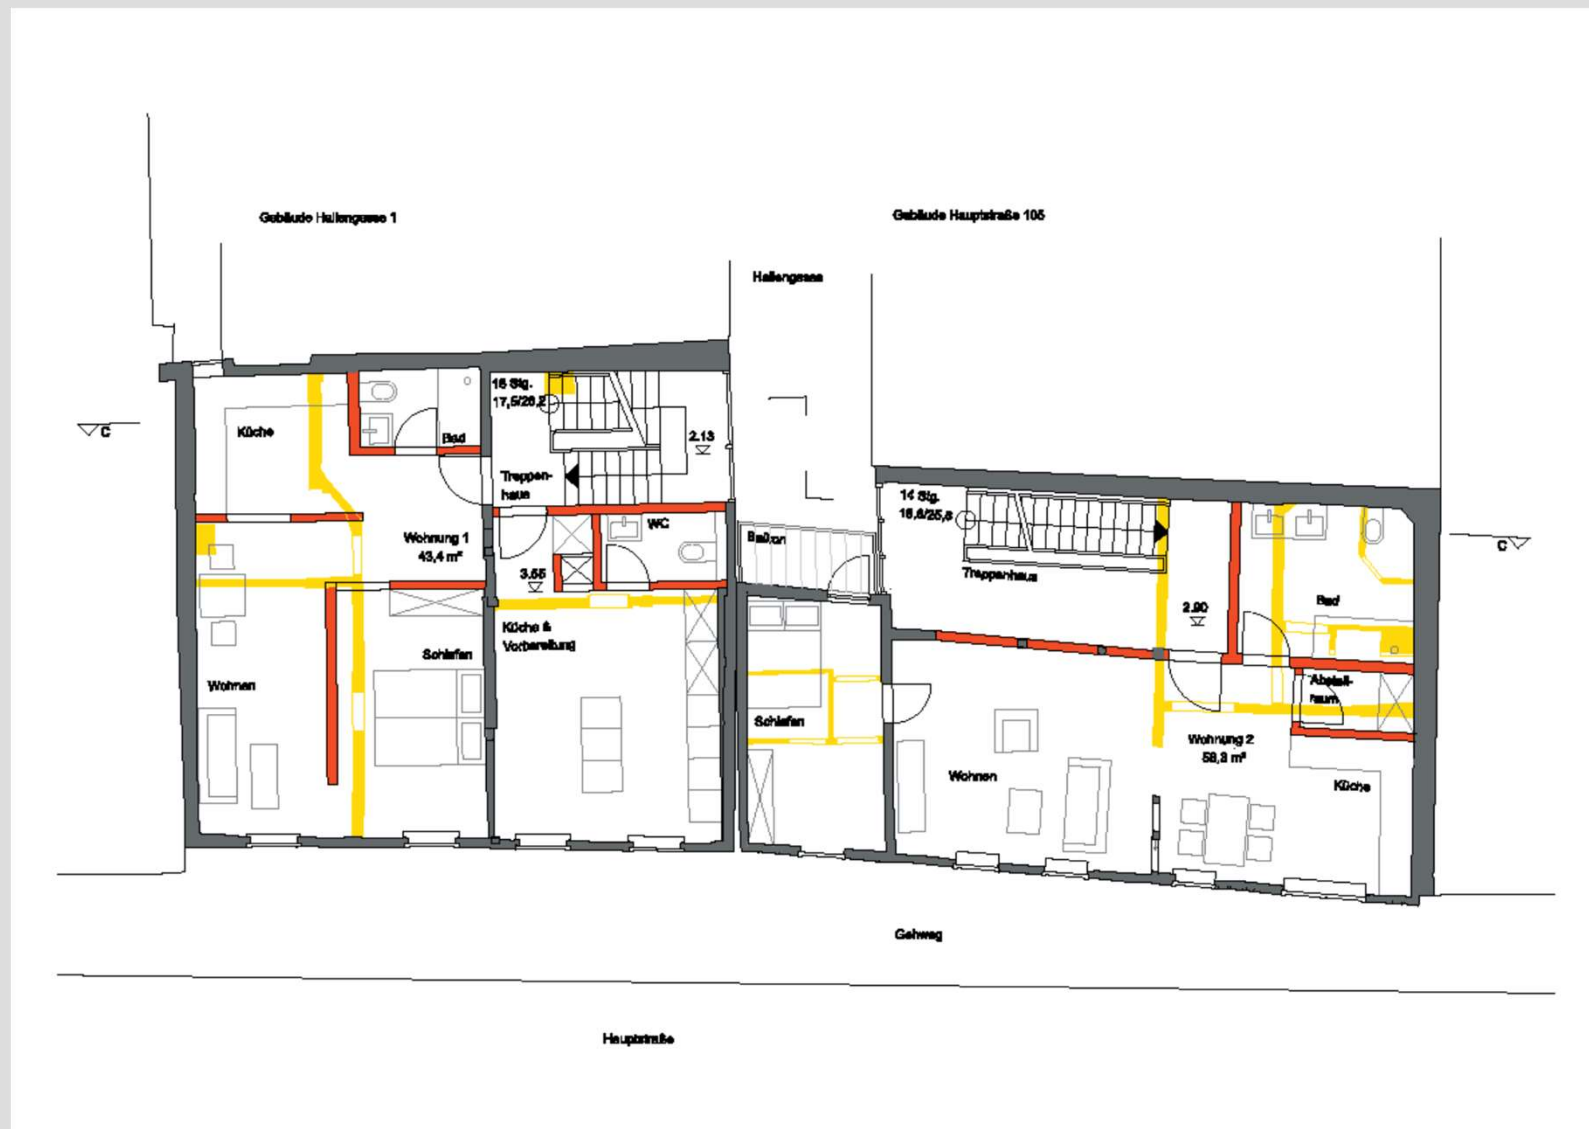 Gebäude Hallengasse 1
Gebäude Hauptstraße 105
Hallengasse
C
Küche
Bad
16 Stg.
17,5/26,2
2.13
Treppen-
haus
Wohnung 1
43,4 m²
WC
3.55
Küche &
Vorbereitung
Schlafen
Wohnen
Balkon
14 Stg.
18,6/25,6
Treppenhaus
2.90
Bad
C
Abstell-
raum
Schlafen
Wohnen
Wohnung 2
58,3 m²
Küche
Gehweg
Hauptstraße